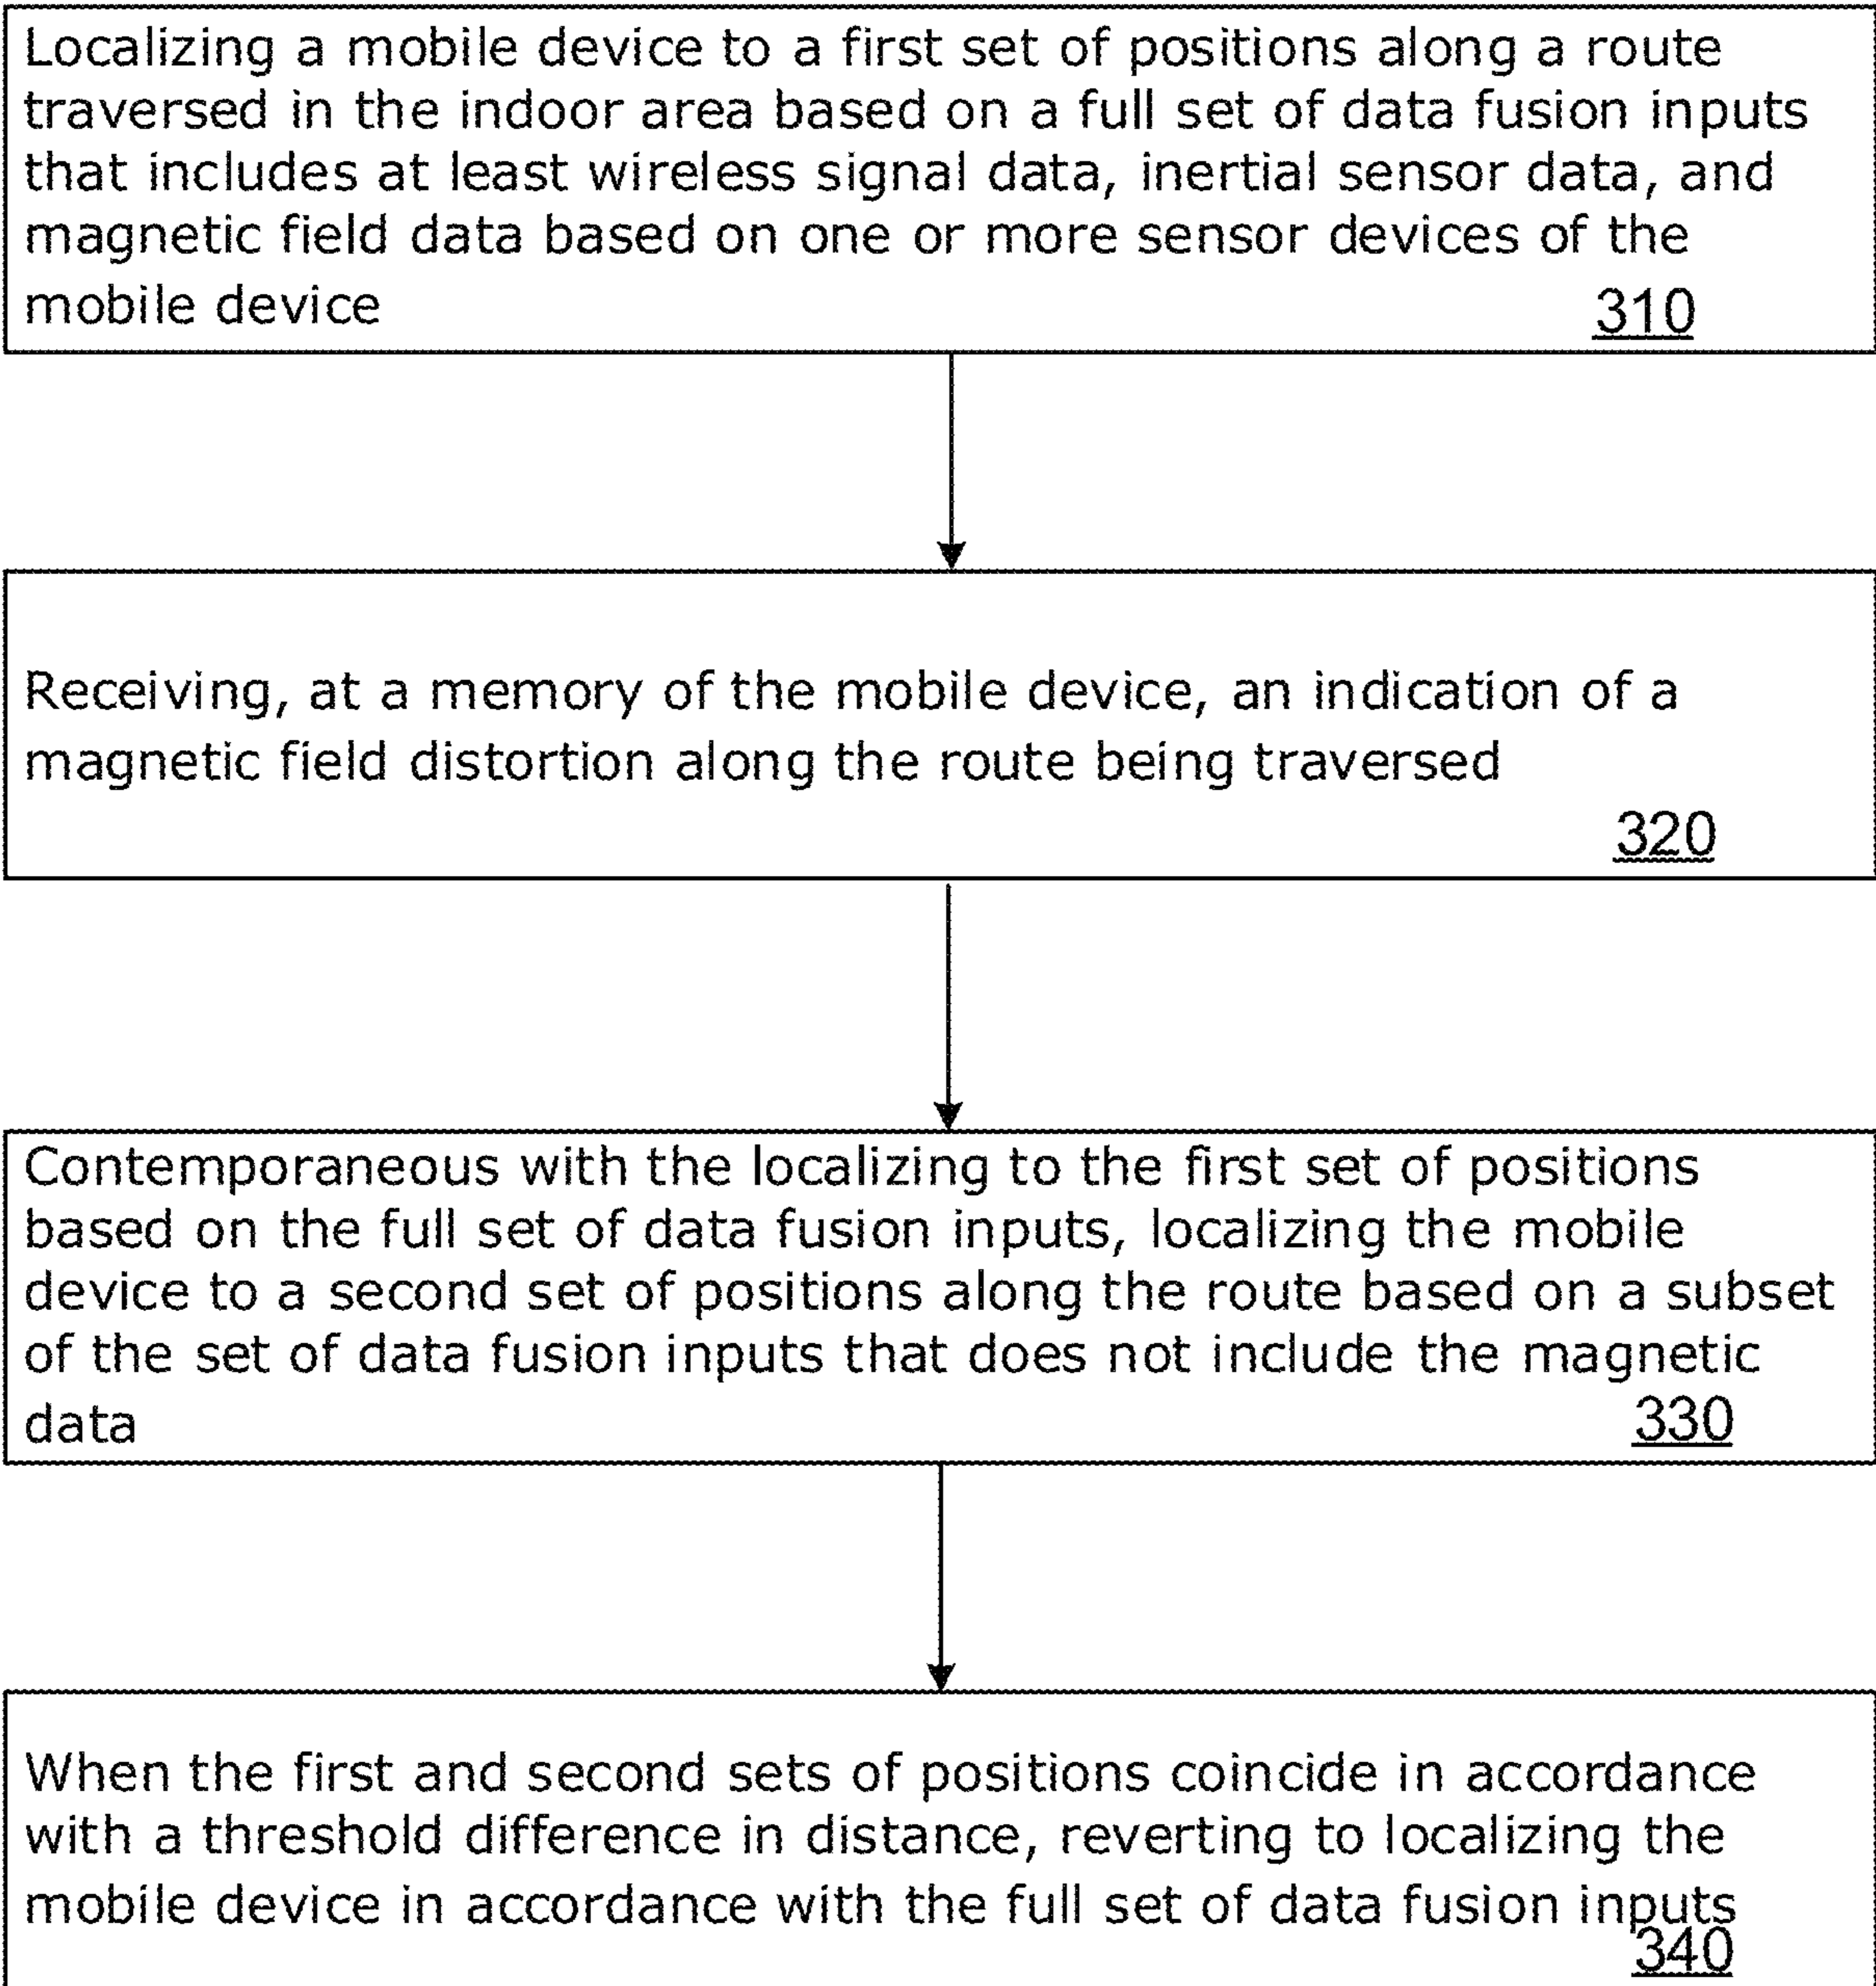 Localizing a mobile device to a first set of positions along a route
traversed in the indoor area based on a full set of data fusion inputs
that includes at least wireless signal data, inertial sensor data, and
magnetic field data based on one or more sensor devices of the
mobile device 310
Receiving, at a memory of the mobile device, an indication of a
magnetic field distortion along the route being traversed
320
Contemporaneous with the localizing to the first set of positions
based on the full set of data fusion inputs, localizing the mobile
device to a second set of positions along the route based on a subset
of the set of data fusion inputs that does not include the magnetic
data 330
When the first and second sets of positions coincide in accordance
with a threshold difference in distance, reverting to localizing the
mobile device in accordance with the full set of data fusion inputs
340